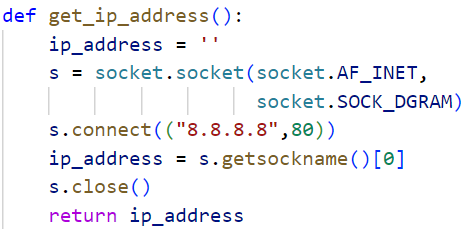 def get_ip_address():
    ip_address = ''
    s = socket.socket(socket.AF_INET,
                      socket.SOCK_DGRAM)
    s.connect(("8.8.8.8",80))
    ip_address = s.getsockname()[0]
    s.close()
    return ip_address